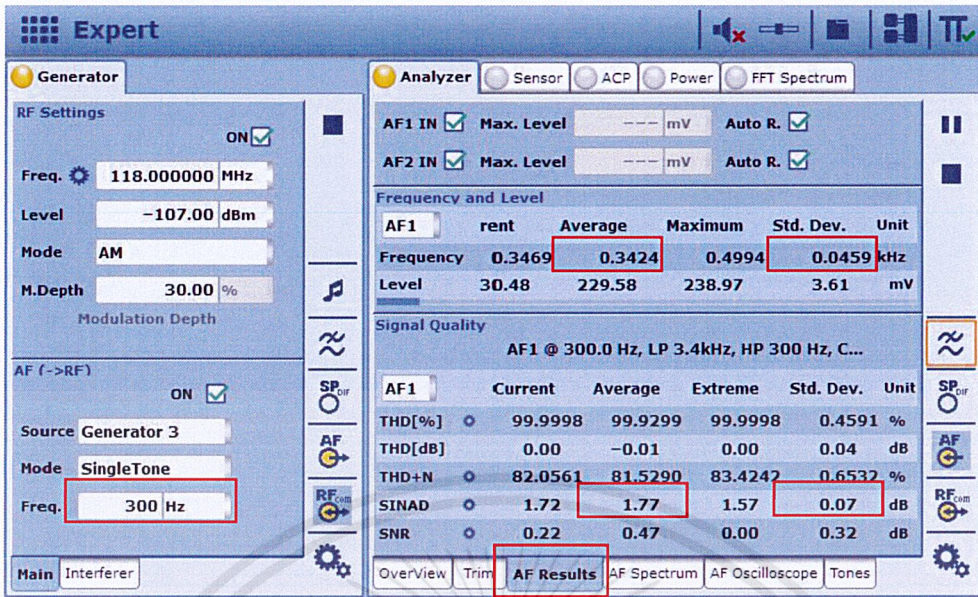 Expert
Generator
RF Settings
ON
Freq. 118.000000 MHz
Level -107.00 dBm
Mode AM
M.Depth 30.00 %
Modulation Depth
AF (->RF)
ON
Source Generator 3
Mode SingleTone
Freq. 300 Hz
Main Interferer
SP DIF
AF
RF com
Analyzer Sensor ACP Power FFT Spectrum
AF1 IN Max. Level --- mV Auto R.
AF2 IN Max. Level --- mV Auto R.
Frequency and Level
AF1 rent Average Maximum Std. Dev. Unit
Frequency 0.3469 0.3424 0.4994 0.0459 kHz
Level 30.48 229.58 238.97 3.61 mV
Signal Quality
AF1 @ 300.0 Hz, LP 3.4kHz, HP 300 Hz, C...
AF1 Current Average Extreme Std. Dev. Unit
THD[%] 99.9998 99.9299 99.9998 0.4591 %
THD[dB] 0.00 -0.01 0.00 0.04 dB
THD+N 82.0561 81.5290 83.4242 0.6532 %
SINAD 1.72 1.77 1.57 0.07 dB
SNR 0.22 0.47 0.00 0.32 dB
OverView Trim AF Results AF Spectrum AF Oscilloscope Tones
SP DIF
AF
RF com